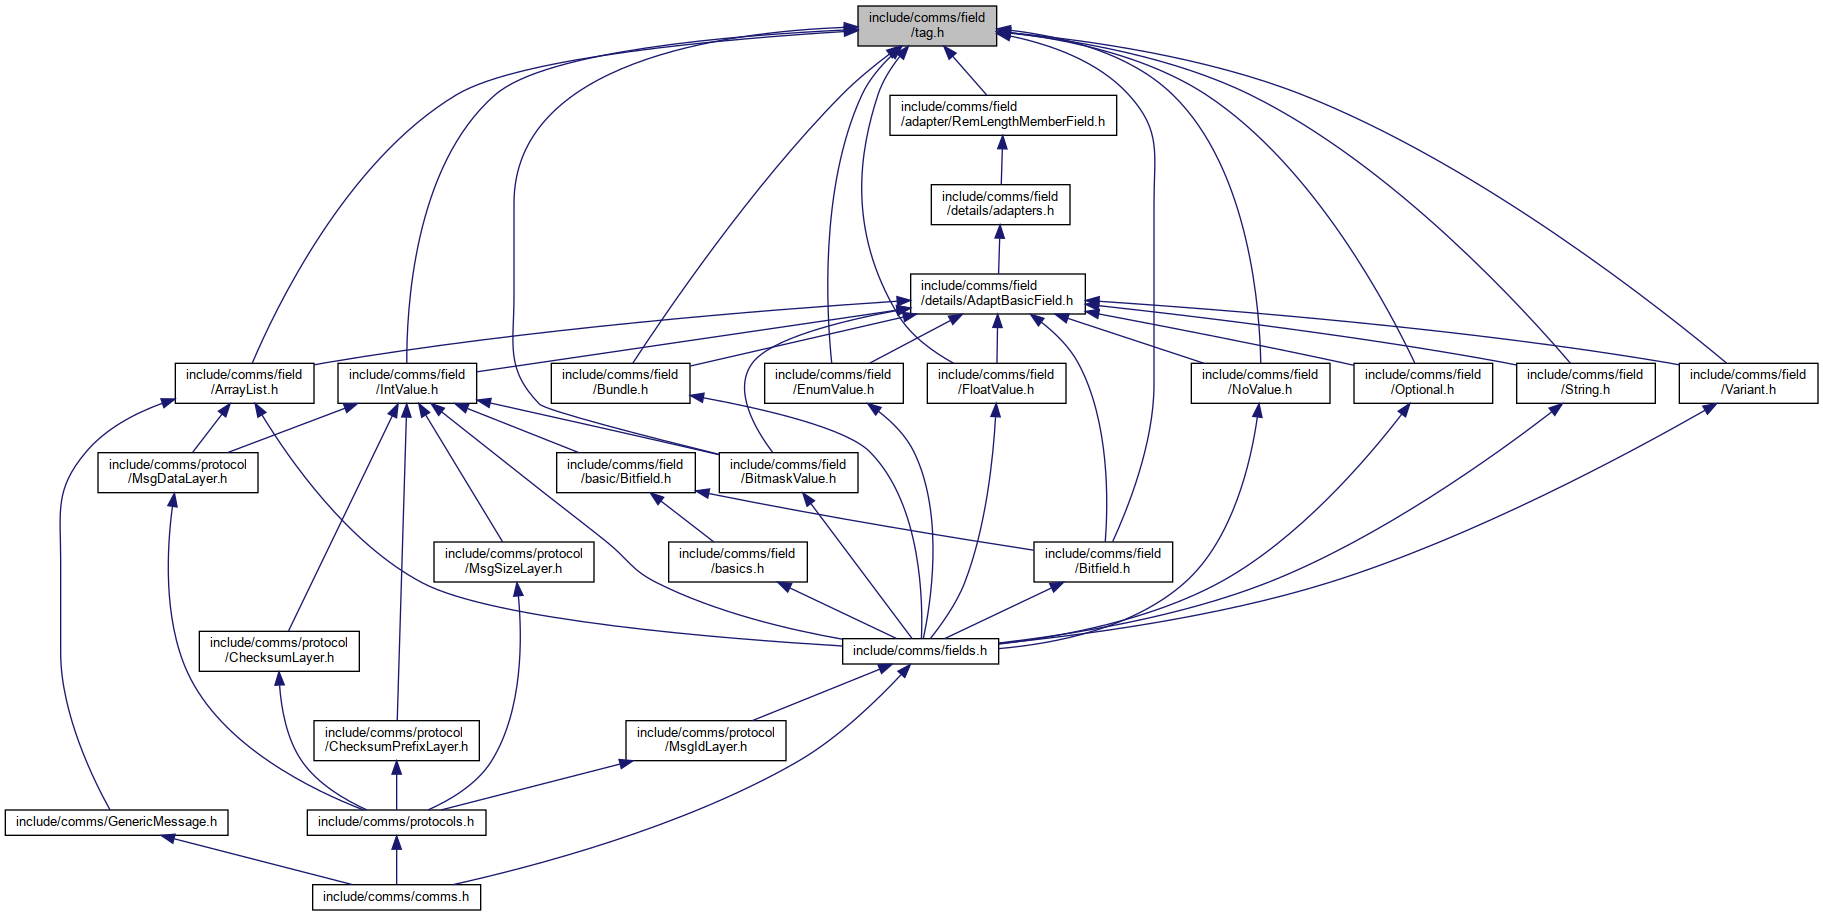 include/comms/field
/tag.h
include/comms/field
/adapter/RemLengthMemberField.h
include/comms/field
/details/adapters.h
include/comms/field
/details/AdaptBasicField.h
include/comms/field
/ArrayList.h
include/comms/field
/IntValue.h
include/comms/field
/Bundle.h
include/comms/field
/EnumValue.h
include/comms/field
/FloatValue.h
include/comms/field
/NoValue.h
include/comms/field
/Optional.h
include/comms/field
/String.h
include/comms/field
/Variant.h
include/comms/protocol
/MsgDataLayer.h
include/comms/field
/basic/Bitfield.h
include/comms/field
/BitmaskValue.h
include/comms/protocol
/MsgSizeLayer.h
include/comms/field
/basics.h
include/comms/field
/Bitfield.h
include/comms/protocol
/ChecksumLayer.h
include/comms/fields.h
include/comms/protocol
/ChecksumPrefixLayer.h
include/comms/protocol
/MsgIdLayer.h
include/comms/GenericMessage.h
include/comms/protocols.h
include/comms/comms.h